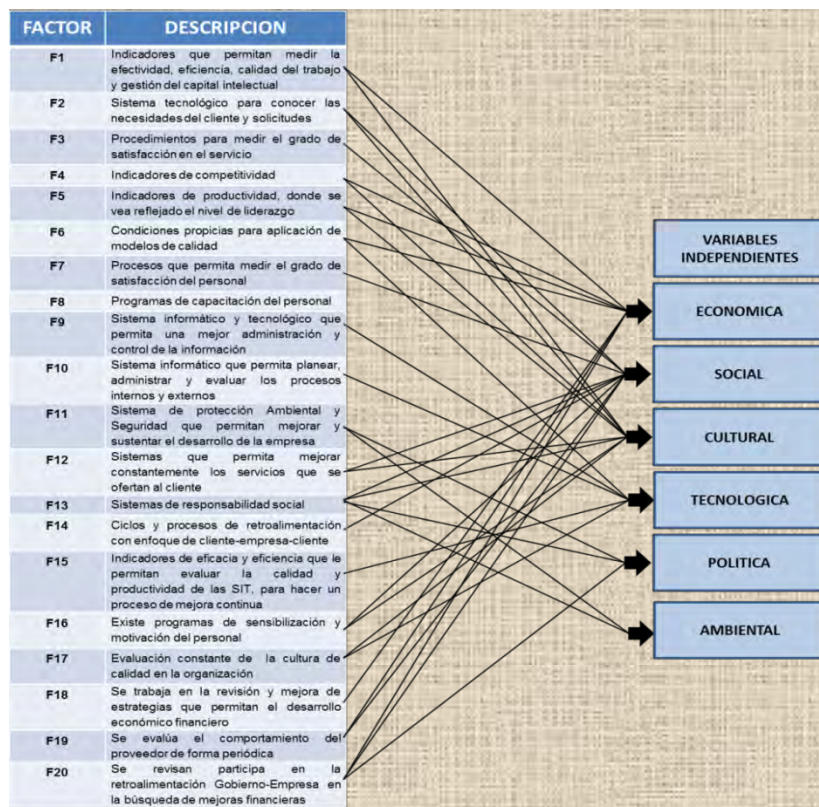 FACTOR DESCRIPCION
F1 Indicadores que permitan medir la
efectividad, eficiencia, calidad del trabajo
y gestión del capital intelectual
F2 Sistema tecnológico para conocer las
necesidades del cliente y solicitudes
F3 Procedimientos para medir el grado de
satisfacción en el servicio
F4 Indicadores de competitividad
F5 Indicadores de productividad, donde se
vea reflejado el nivel de liderazgo
F6 Condiciones propicias para aplicación de
modelos de calidad
F7 Procesos que permita medir el grado de
satisfacción del personal
F8 Programas de capacitación del personal
F9 Sistema informático y tecnológico que
permita una mejor administración y
control de la información
F10 Sistema informático que permita planear,
administrar y evaluar los procesos
internos y externos
F11 Sistema de protección Ambiental y
Seguridad que permitan mejorar y
sustentar el desarrollo de la empresa
F12 Sistemas que permita mejorar
constantemente los servicios que se
ofertan al cliente
F13 Sistemas de responsabilidad social
F14 Ciclos y procesos de retroalimentación
con enfoque de cliente-empresa-cliente
F15 Indicadores de eficacia y eficiencia que le
permitan evaluar la calidad y
productividad de las SIT, para hacer un
proceso de mejora continua
F16 Existe programas de sensibilización y
motivación del personal
F17 Evaluación constante de la cultura de
calidad en la organización
F18 Se trabaja en la revisión y mejora de
estrategias que permitan el desarrollo
económico financiero
F19 Se evalúa el comportamiento del
proveedor de forma periódica
F20 Se revisan participa en la
retroalimentación Gobierno-Empresa en
la búsqueda de mejoras financieras
VARIABLES
INDEPENDIENTES
ECONOMICA
SOCIAL
CULTURAL
TECNOLOGICA
POLITICA
AMBIENTAL